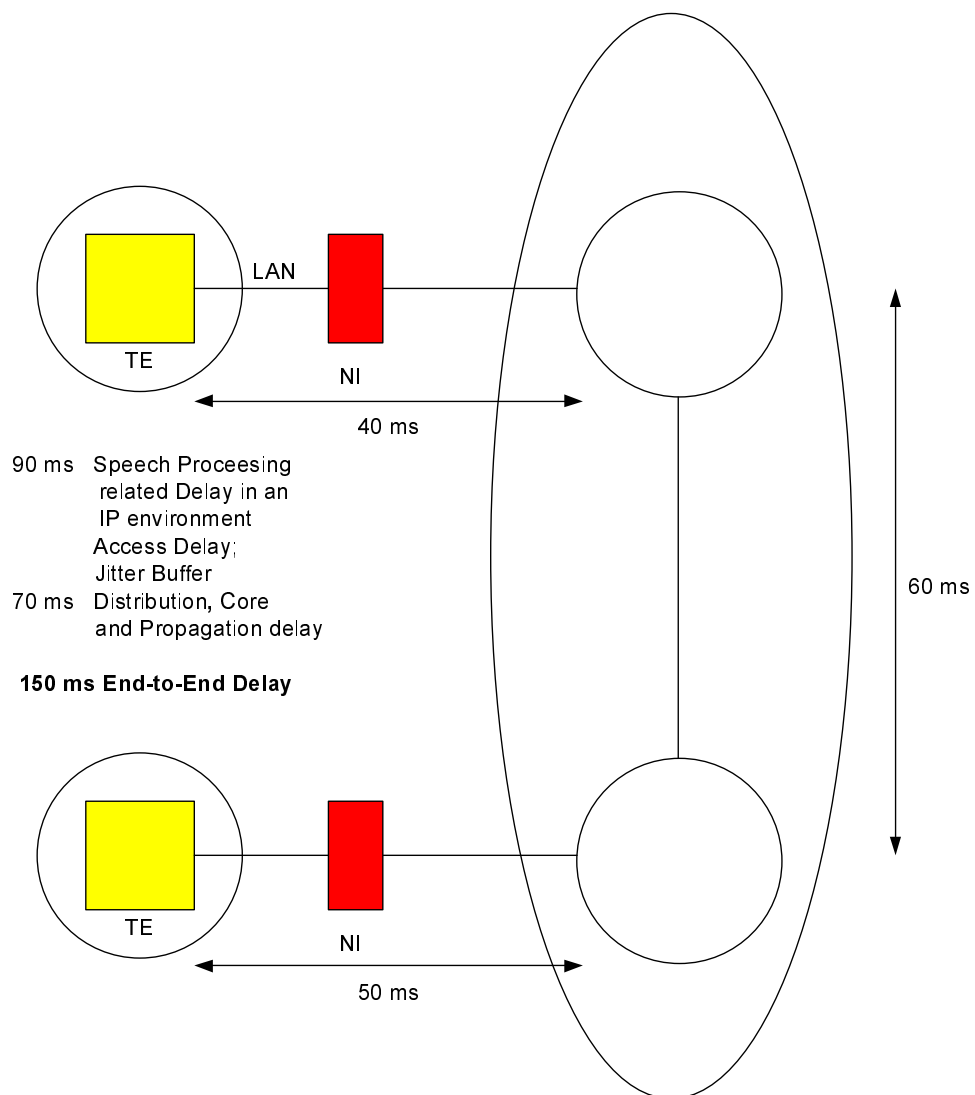 LAN
TE
NI
40 ms
90 ms Speech Proceesing
related Delay in an
IP environment
Access Delay;
Jitter Buffer
70 ms Distribution, Core
and Propagation delay
60 ms
150 ms End-to-End Delay
TE
NI
50 ms